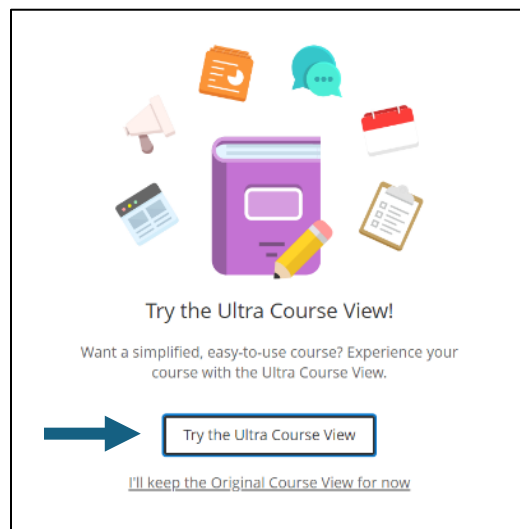 Try the Ultra Course View!
Want a simplified, easy-to-use course? Experience your
course with the Ultra Course View.
Try the Ultra Course View
I'll keep the Original Course View for now